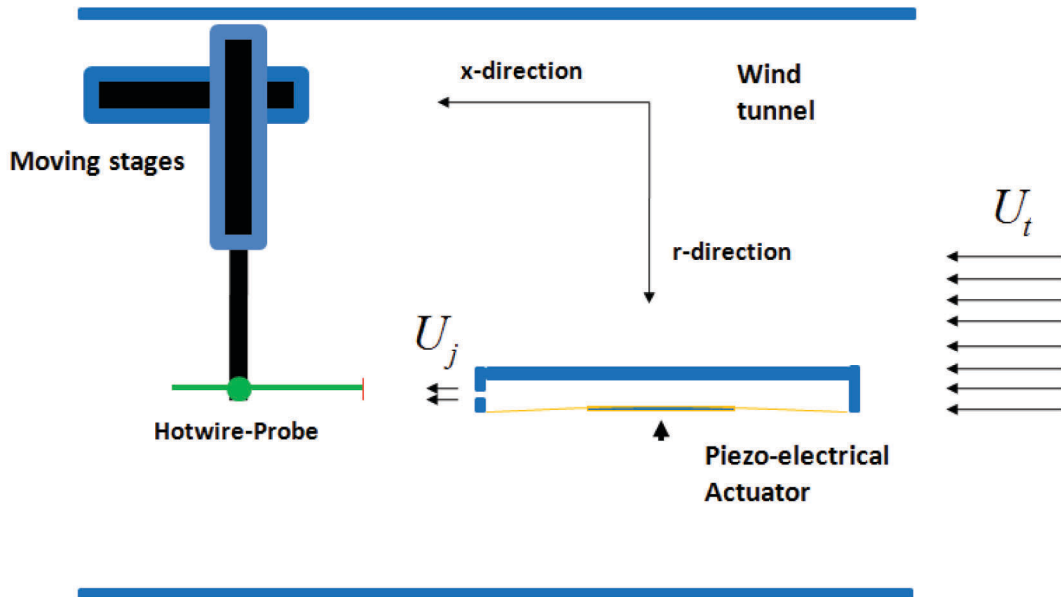 x-direction
Wind
tunnel
Moving stages
U_t
r-direction
U_j
Hotwire-Probe
Piezo-electrical
Actuator